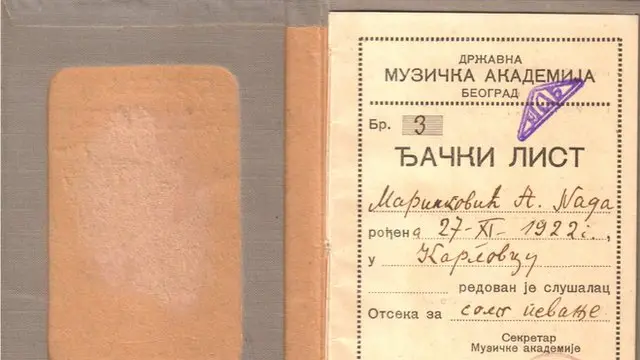 ДРЖАВНА
МУЗИЧКА АКАДЕМИЈА
БЕОГРАД
Бр. 3
ЂАЧКИ ЛИСТ
Маринковић А. Нада
рођена 27-XI-1922 г.,
у Карловцу
редован је слушалац
Отсека за соло певање
Секретар
Музичке академије